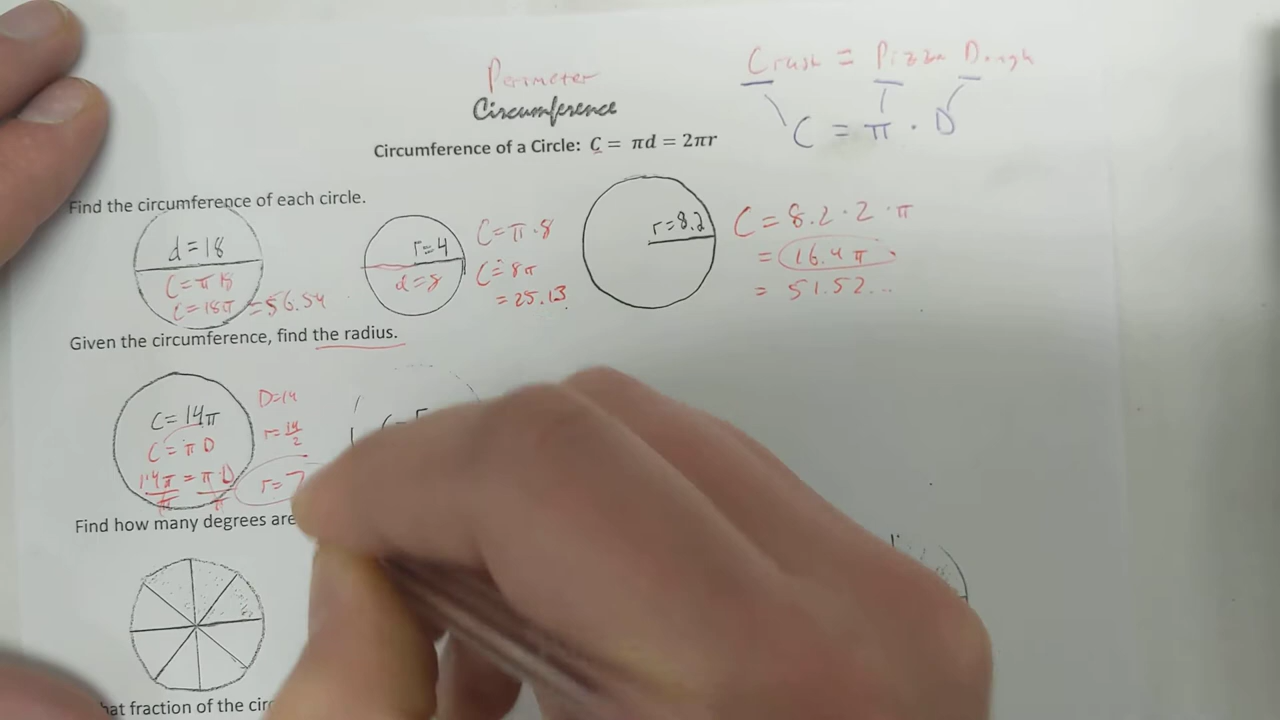 Crush = Pizza Dough
Perimeter
Circumference
C = π · D
Circumference of a Circle: C = πd = 2πr
Find the circumference of each circle.
d=18
C=π 18
C=18π =56.54
r=4
d=8
C=π·8
C=8π
=25.13
r=8.2
C=8.2·2·π
= 16.4π
= 51.52...
Given the circumference, find the radius.
C=14π
C=π D
14π = π D
π π
D=14
r=14/2
r=7
Find how many degrees are
hat fraction of the cir